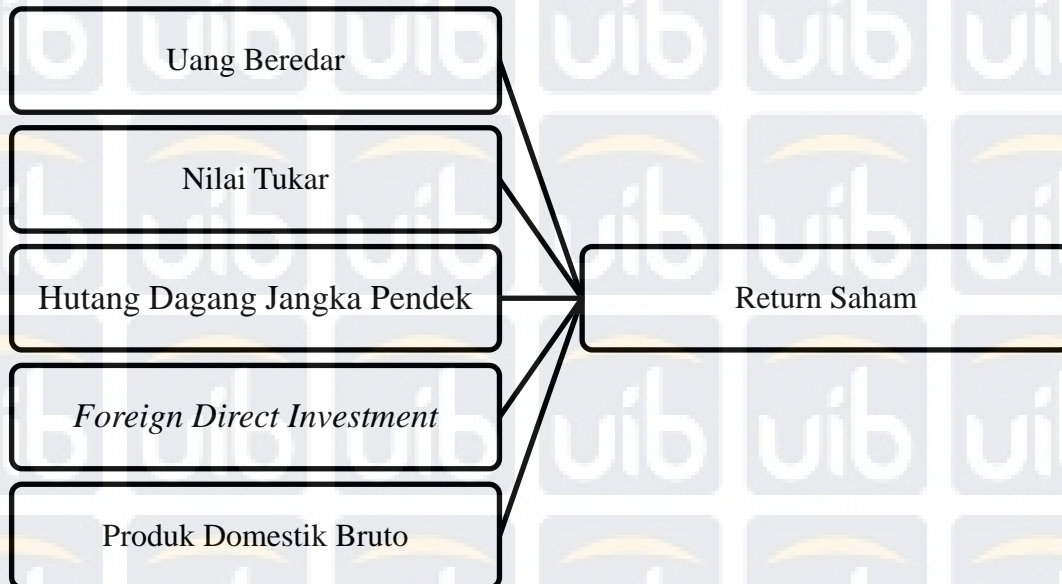 Uang Beredar
Nilai Tukar
Hutang Dagang Jangka Pendek
Return Saham
Foreign Direct Investment
Produk Domestik Bruto